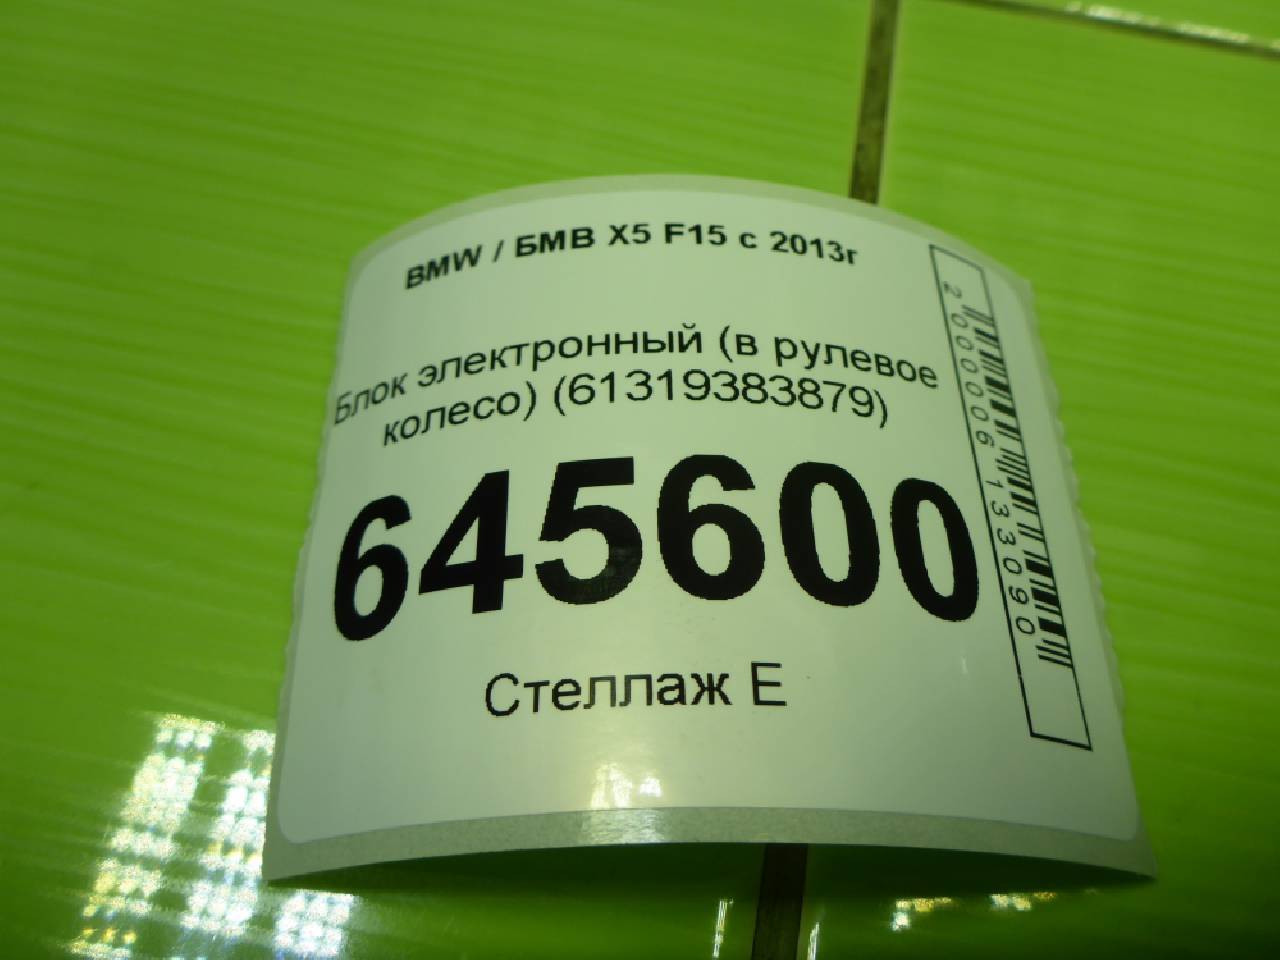 BMW / БМВ X5 F15 с 2013г
Блок электронный (в рулевое
колесо) (61319383879)
645600
Стеллаж Е
2000006133090